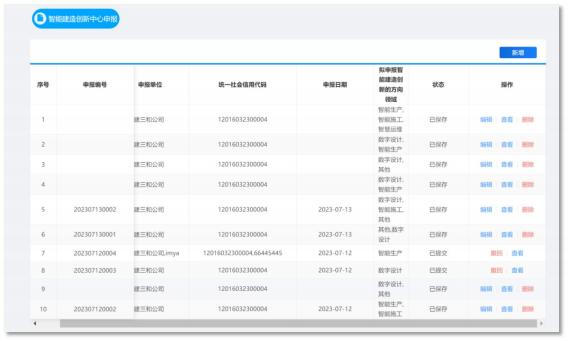 智能建造创新中心申报
新增
序号 申报编号 申报单位 统一社会信用代码 申报日期 拟申报智能建造创新的方向领域 状态 操作
1 建三和公司 12016032300004 智能生产,智能施工,智慧运维 已保存 编辑 查看 删除
2 建三和公司 12016032300004 数字设计,智能生产 已保存 编辑 查看 删除
3 建三和公司 12016032300004 数字设计,其他 已保存 编辑 查看 删除
4 建三和公司 12016032300004 数字设计,智能生产 已保存 编辑 查看 删除
5 202307130002 建三和公司 12016032300004 2023-07-13 数字设计,智能施工,其他 已保存 编辑 查看 删除
6 202307130001 建三和公司 12016032300004 2023-07-13 其他,数字设计 已保存 编辑 查看 删除
7 202307120004 建三和公司,imya 12016032300004,66445445 2023-07-12 智能生产 已提交 撤回 查看
8 202307120003 建三和公司 12016032300004 2023-07-12 数字设计 已提交 撤回 查看
9 建三和公司 12016032300004 数字设计,其他 已保存 编辑 查看 删除
10 202307120002 建三和公司 12016032300004 2023-07-12 智能生产,智能施工 已保存 编辑 查看 删除